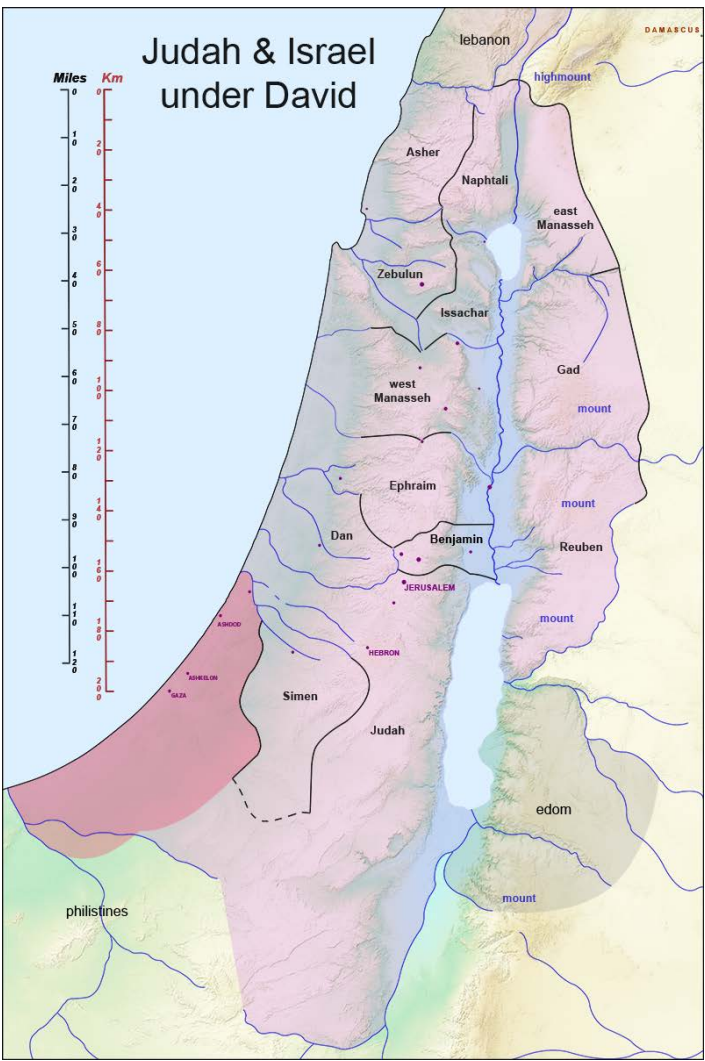 Judah & Israel
under David
lebanon
DAMASCUS
highmount
Miles Km
0
10
20
30
40
50
60
70
80
90
100
110
120
0
20
40
60
80
100
120
140
160
180
200
Asher
Naphtali
east
Manasseh
Zebulun
Issachar
Gad
west
Manasseh
mount
Ephraim
mount
Dan
Benjamin
Reuben
JERUSALEM
mount
ASHDOD
HEBRON
ASHKELON
GAZA
Simen
Judah
edom
mount
philistines